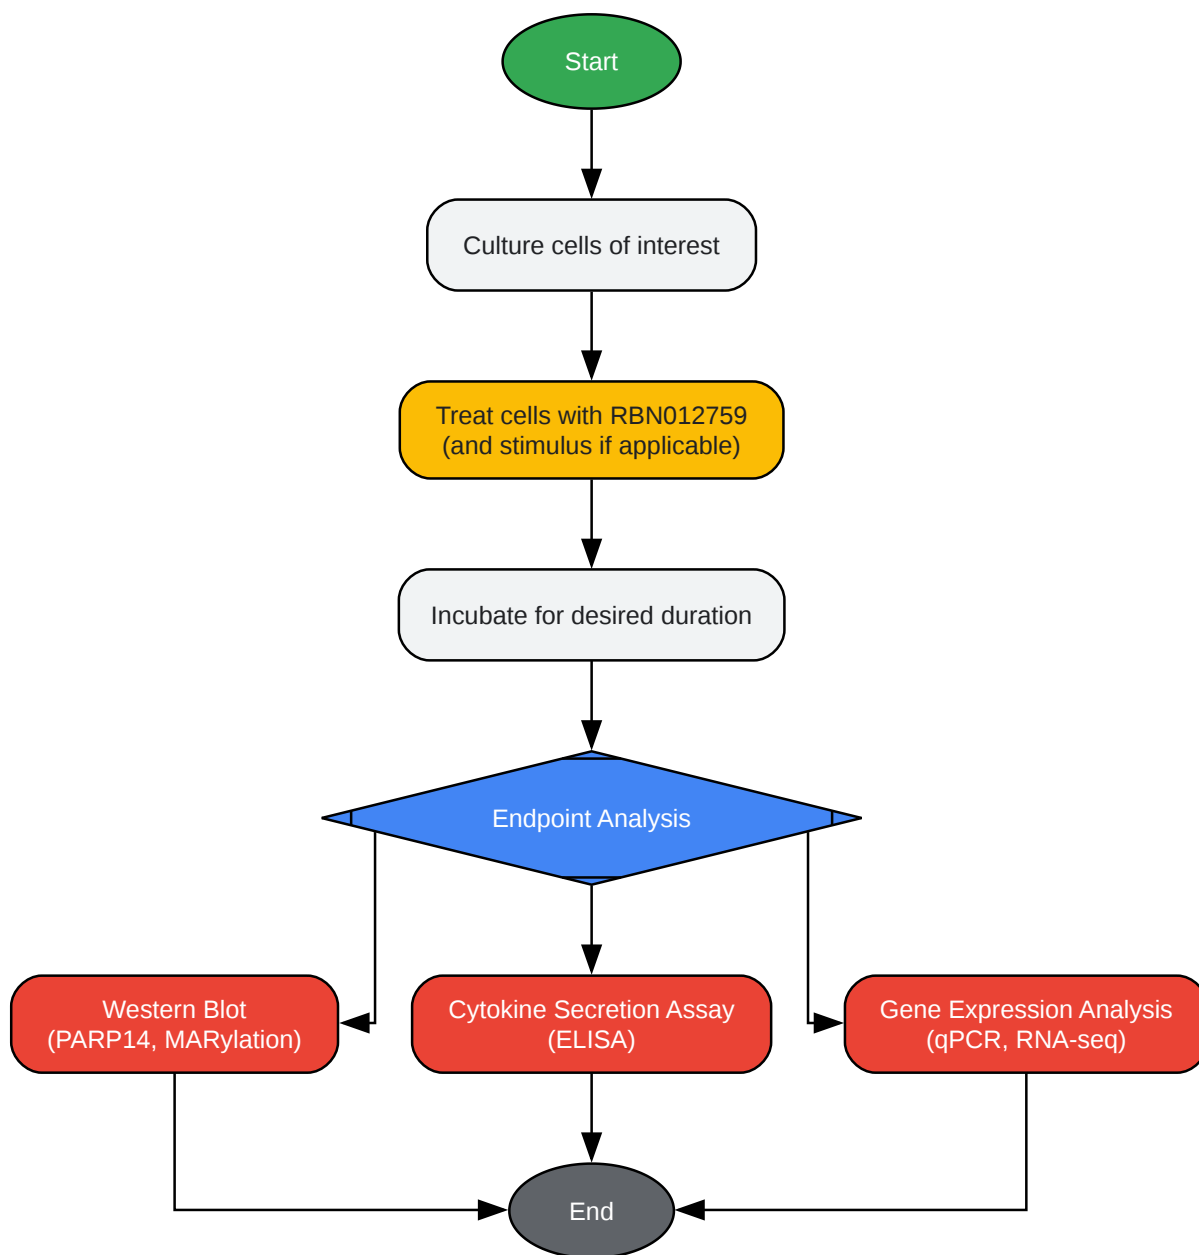 Start
Culture cells of interest
Treat cells with RBN012759
(and stimulus if applicable)
Incubate for desired duration
Endpoint Analysis
Western Blot
(PARP14, MARylation)
Cytokine Secretion Assay
(ELISA)
Gene Expression Analysis
(qPCR, RNA-seq)
End